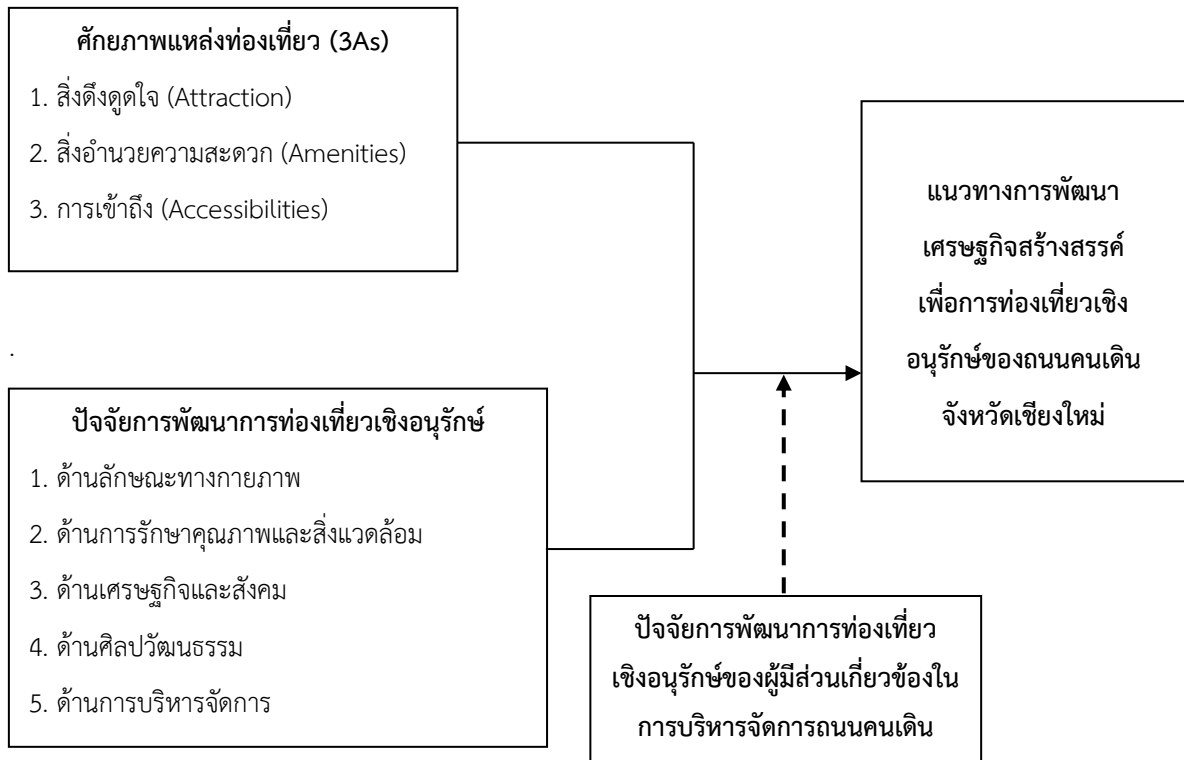 ศักยภาพแหล่งท่องเที่ยว (3As)
1. สิ่งดึงดูดใจ (Attraction)
2. สิ่งอำนวยความสะดวก (Amenities)
3. การเข้าถึง (Accessibilities)
.
ปัจจัยการพัฒนาการท่องเที่ยวเชิงอนุรักษ์
1. ด้านลักษณะทางกายภาพ
2. ด้านการรักษาคุณภาพและสิ่งแวดล้อม
3. ด้านเศรษฐกิจและสังคม
4. ด้านศิลปวัฒนธรรม
5. ด้านการบริหารจัดการ
ปัจจัยการพัฒนาการท่องเที่ยว
เชิงอนุรักษ์ของผู้มีส่วนเกี่ยวข้องใน
การบริหารจัดการถนนคนเดิน
แนวทางการพัฒนา
เศรษฐกิจสร้างสรรค์
เพื่อการท่องเที่ยวเชิง
อนุรักษ์ของถนนคนเดิน
จังหวัดเชียงใหม่